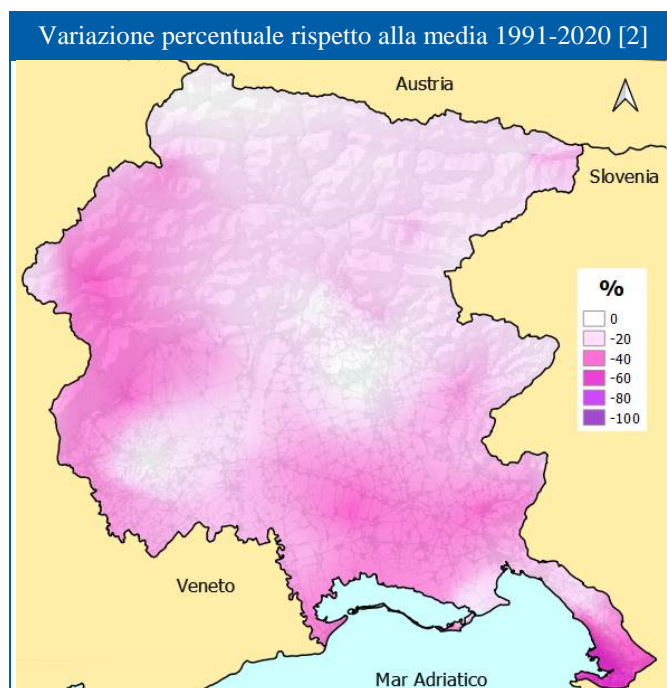 Variazione percentuale rispetto alla media 1991-2020 [2]
Austria
Slovenia
%
0
-20
-40
-60
-80
-100
Veneto
Mar Adriatico